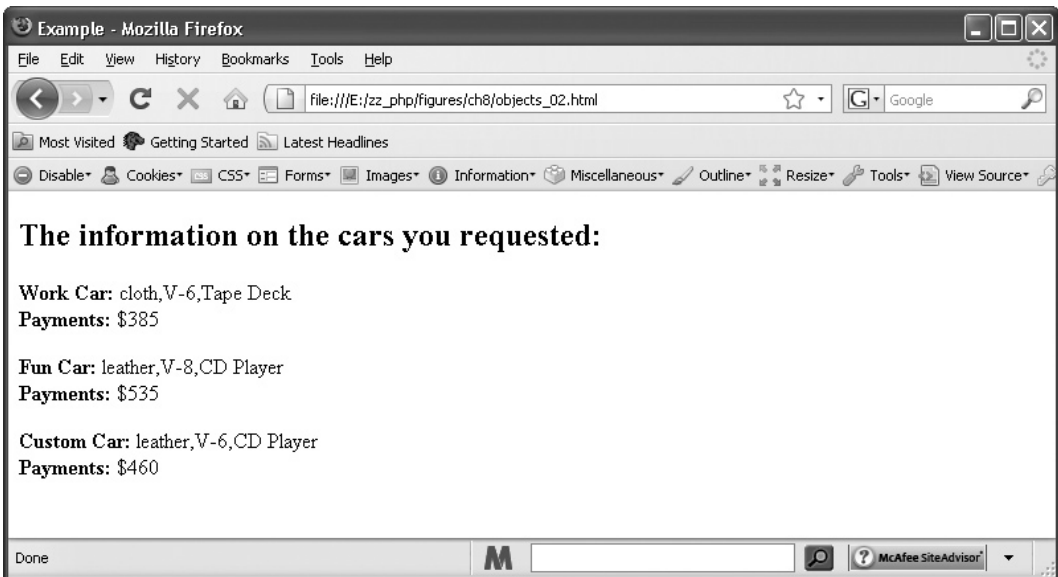 Example - Mozilla Firefox
File Edit View History Bookmarks Tools Help
file:///E:/zz_php/figures/ch8/objects_02.html
G Google
Most Visited Getting Started Latest Headlines
Disable Cookies CSS CSS Forms Images Information Miscellaneous Outline Resize Tools View Source
The information on the cars you requested:
Work Car: cloth,V-6,Tape Deck
Payments: $385
Fun Car: leather,V-8,CD Player
Payments: $535
Custom Car: leather,V-6,CD Player
Payments: $460
Done
M
? McAfee SiteAdvisor